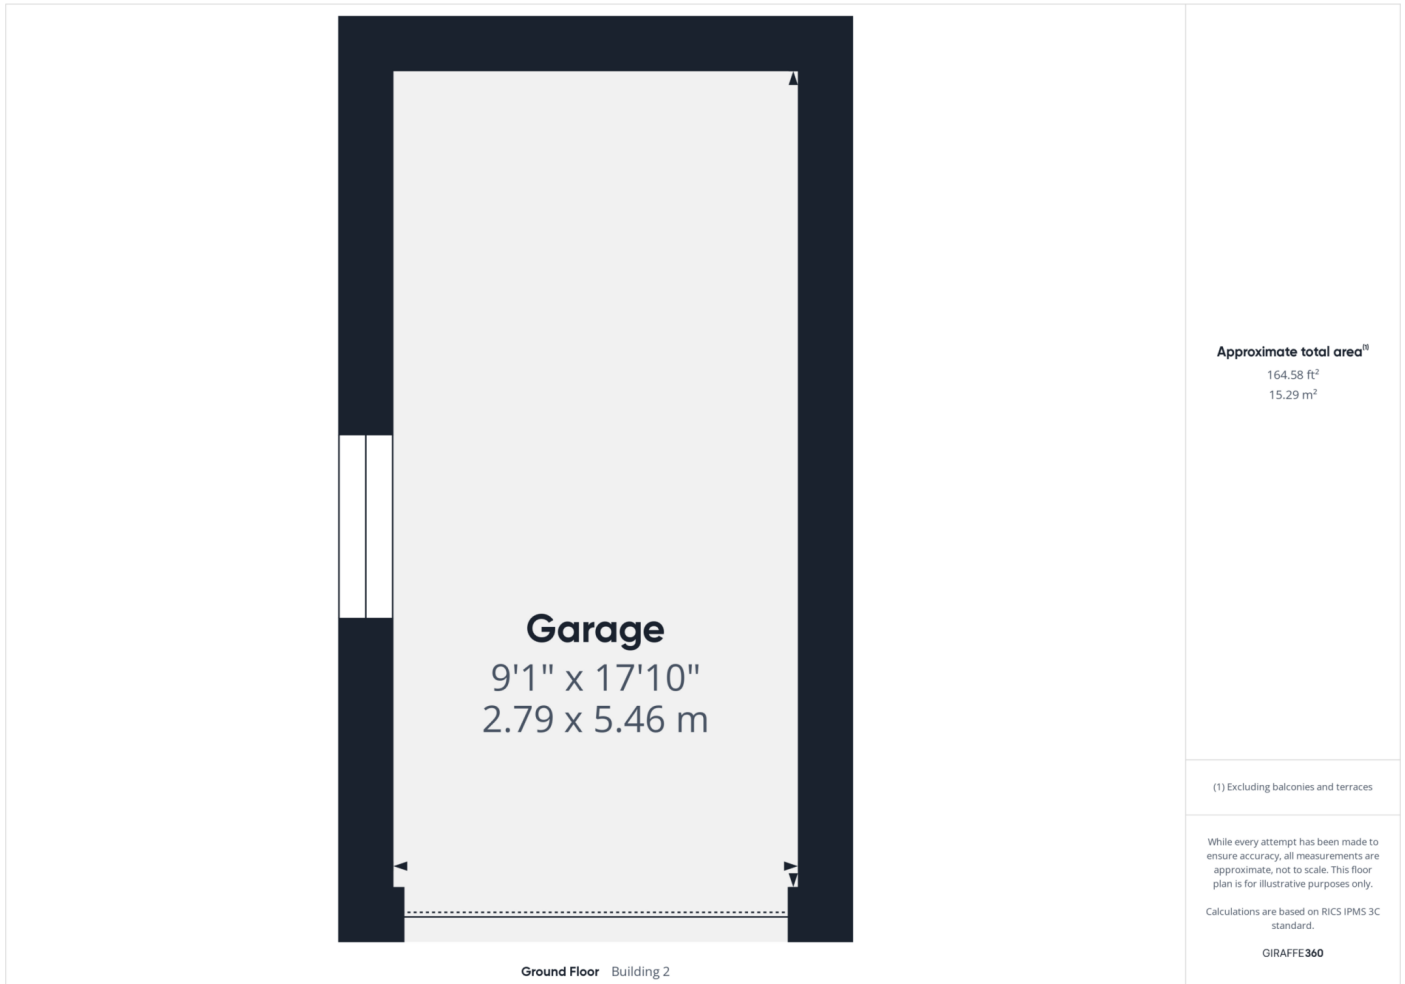 Garage
9'1" x 17'10"
2.79 x 5.46 m
Ground Floor Building 2
Approximate total area(1)
164.58 ft²
15.29 m²
(1) Excluding balconies and terraces
While every attempt has been made to
ensure accuracy, all measurements are
approximate, not to scale. This floor
plan is for illustrative purposes only.
Calculations are based on RICS IPMS 3C
standard.
GIRAFFE360